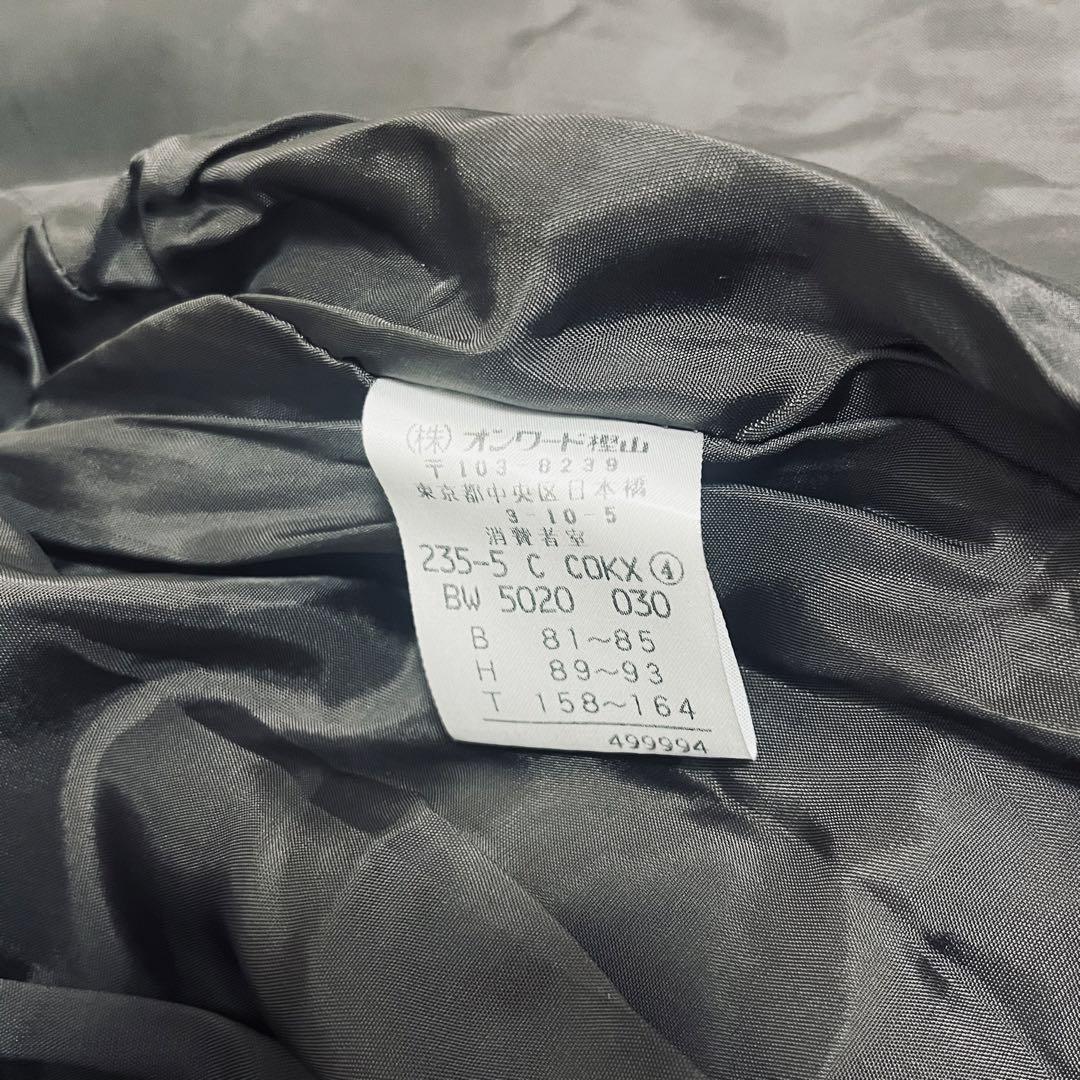 (株)オンワード樫山
〒103-8239
東京都中央区日本橋
3-10-5
消費者室
235-5 C COKX ④
BW 5020 030
B 81~85
H 89~93
T 158~164
499994